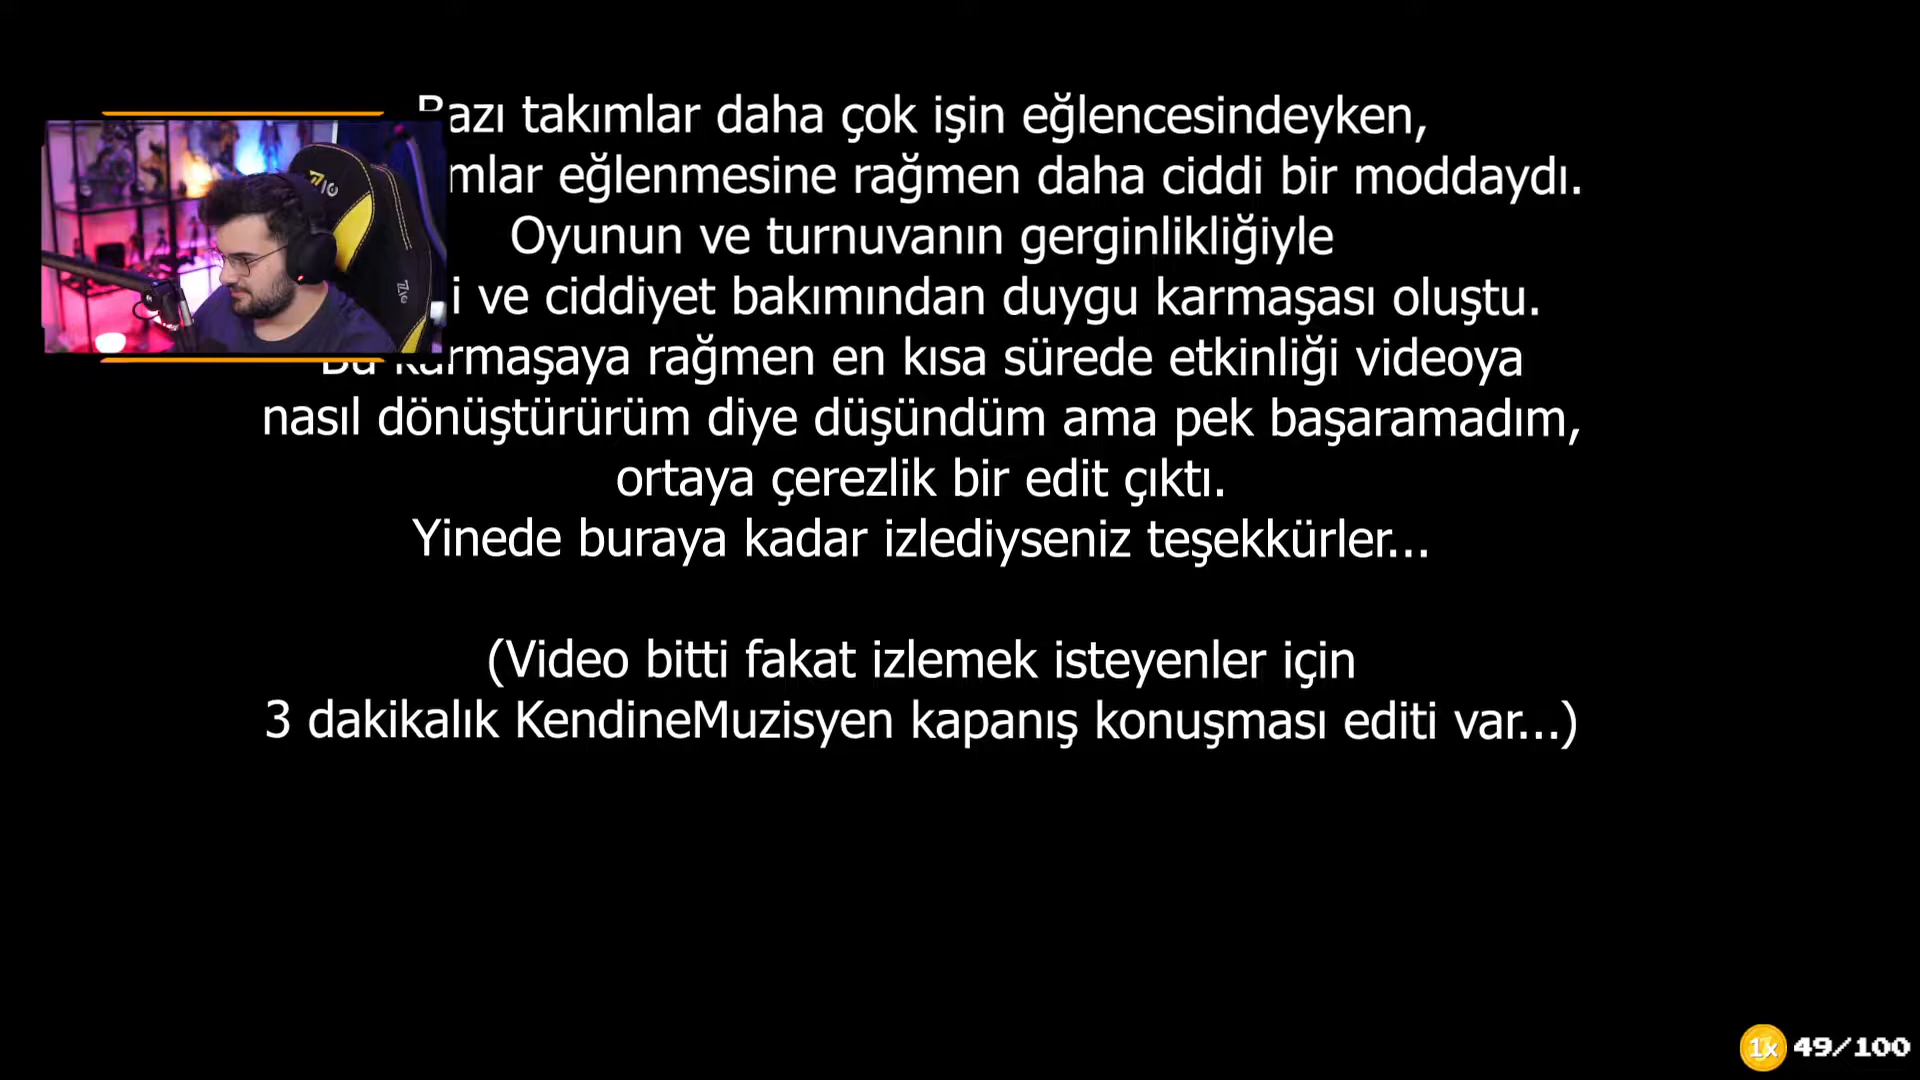 Bazı takımlar daha çok işin eğlencesindeyken,
mlar eğlenmesine rağmen daha ciddi bir moddaydı.
Oyunun ve turnuvanın gerginlikliğiyle
i ve ciddiyet bakımından duygu karmaşası oluştu.
Bu karmaşaya rağmen en kısa sürede etkinliği videoya
nasıl dönüştürürüm diye düşündüm ama pek başaramadım,
ortaya çerezlik bir edit çıktı.
Yinede buraya kadar izlediyseniz teşekkürler...
(Video bitti fakat izlemek isteyenler için
3 dakikalık KendineMuzisyen kapanış konuşması editi var...)
1x 49/100